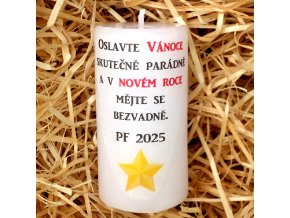 Oslavte Vánoce
skutečně parádně
a v novém roce
mějte se
bezvadně.
PF 2025